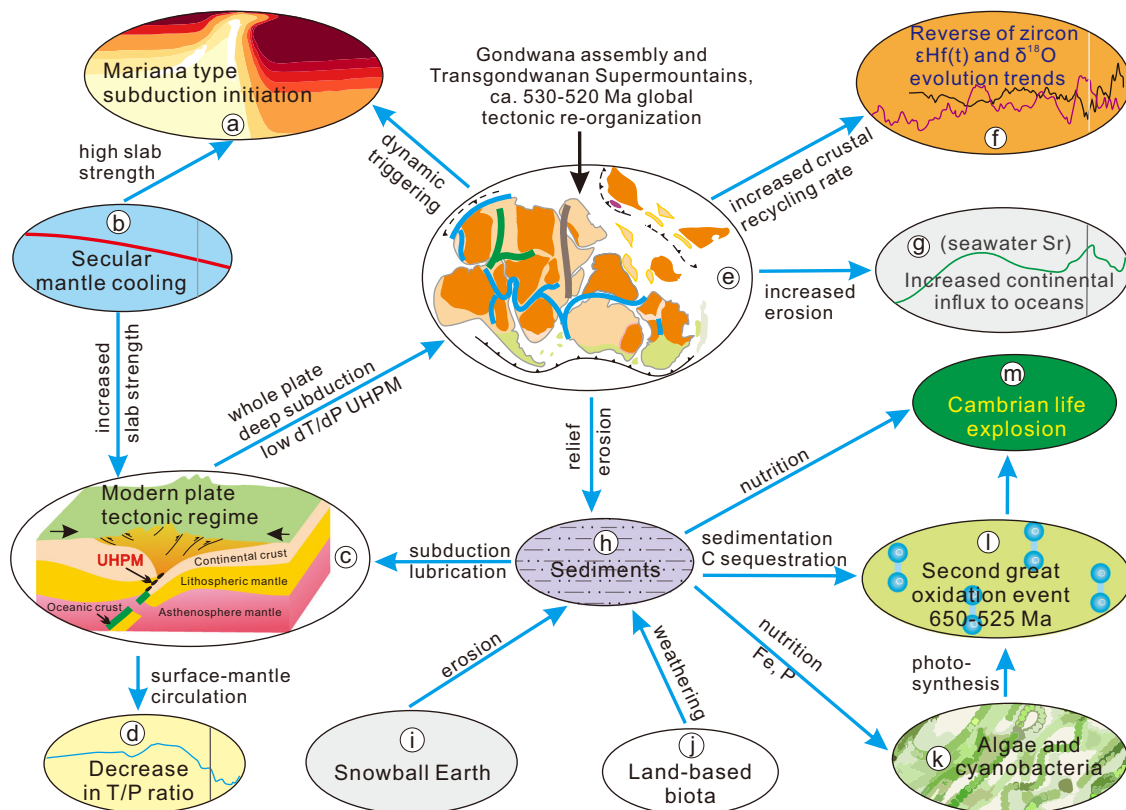 Mariana type
subduction initiation
a
Gondwana assembly and
Transgondwanan Supermountains,
ca. 530-520 Ma global
tectonic re-organization
Reverse of zircon
εHf(t) and δ¹⁸O
evolution trends
f
high slab
strength
dynamic
triggering
increased crustal
recycling rate
b
Secular
mantle cooling
e
g (seawater Sr)
Increased continental
influx to oceans
increased
erosion
increased
slab strength
whole plate
deep subduction
low dT/dP UHPM
relief
erosion
m
Cambrian life
explosion
nutrition
Modern plate
tectonic regime
UHPM
Continental crust
Lithospheric mantle
Oceanic crust
Asthenosphere mantle
c
subduction
lubrication
h
Sediments
sedimentation
C sequestration
l
Second great
oxidation event
650-525 Ma
surface-mantle
circulation
erosion
weathering
nutrition
Fe, P
photo-
synthesis
d
Decrease
in T/P ratio
i
Snowball Earth
j
Land-based
biota
k
Algae and
cyanobacteria